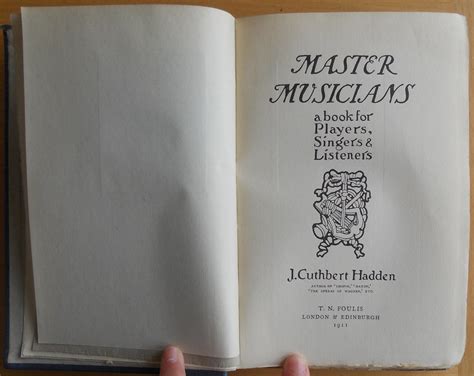 MASTER
MUSICIANS
a book for
Players,
Singers &
Listeners
J. Cuthbert Hadden
AUTHOR OF "CHOPIN," "HAYDN,"
"THE OPERAS OF WAGNER," ETC.
T. N. FOULIS
LONDON & EDINBURGH
1911